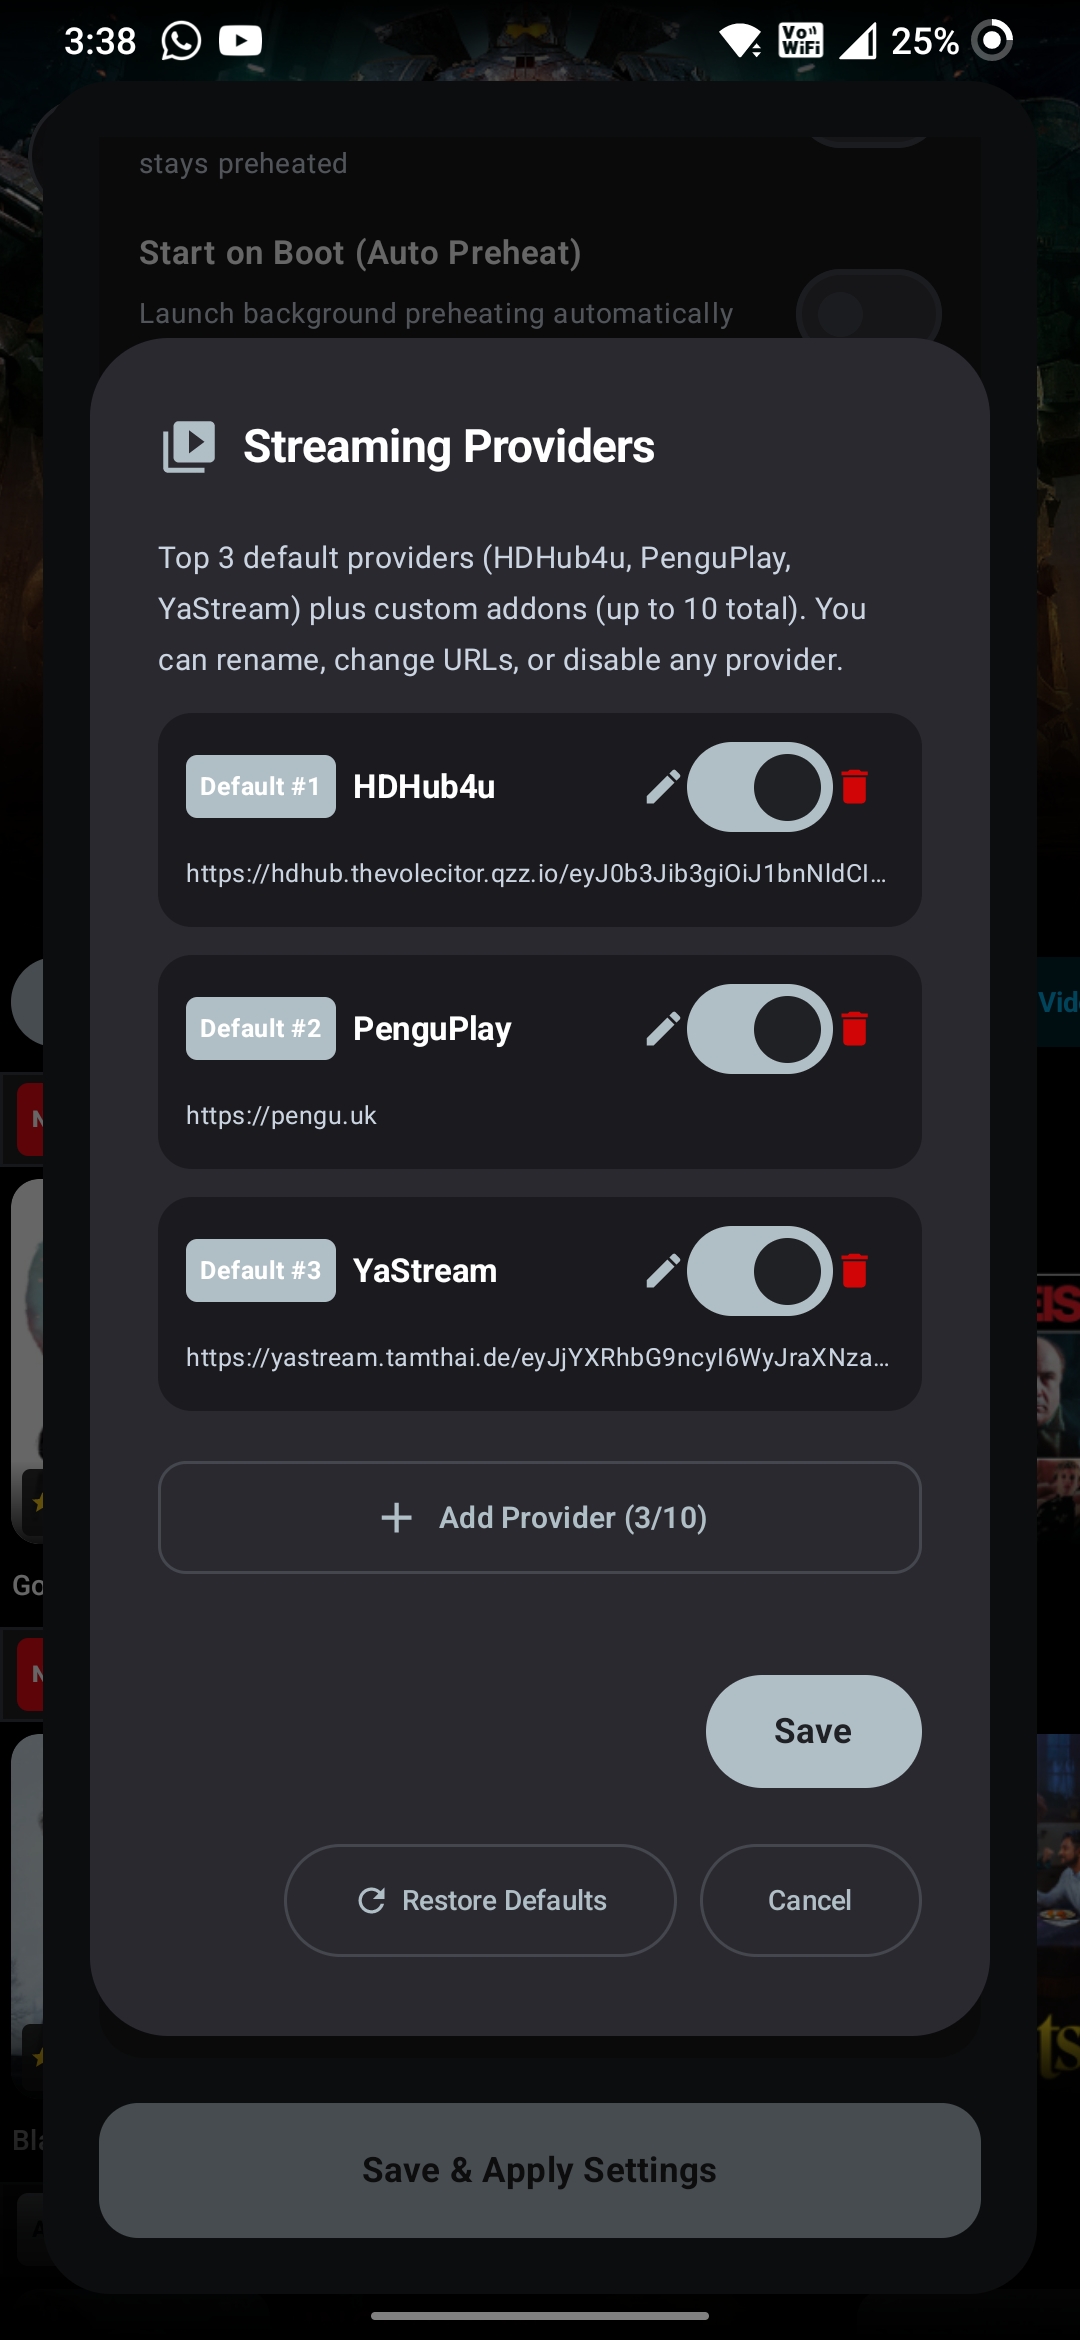 3:38
Vo WiFi
25%
stays preheated
Start on Boot (Auto Preheat)
Launch background preheating automatically
Streaming Providers
Top 3 default providers (HDHub4u, PenguPlay,
YaStream) plus custom addons (up to 10 total). You
can rename, change URLs, or disable any provider.
Default #1 HDHub4u
https://hdhub.thevolecitor.qzz.io/eyJ0b3Jib3giOiJ1bnNldCI...
Default #2 PenguPlay
https://pengu.uk
Default #3 YaStream
https://yastream.tamthai.de/eyJjYXRhbG9ncyI6WyJraXNza...
Add Provider (3/10)
Save
Restore Defaults
Cancel
Save & Apply Settings